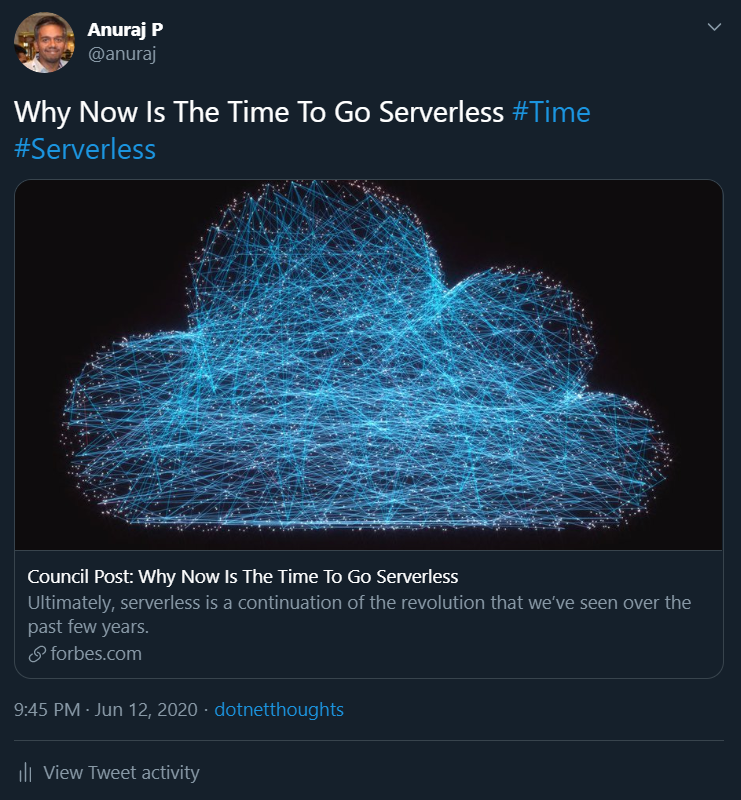 Anuraj P
@anuraj
Why Now Is The Time To Go Serverless #Time
#Serverless
Council Post: Why Now Is The Time To Go Serverless
Ultimately, serverless is a continuation of the revolution that we’ve seen over the
past few years.
forbes.com
9:45 PM · Jun 12, 2020 · dotnetthoughts
View Tweet activity